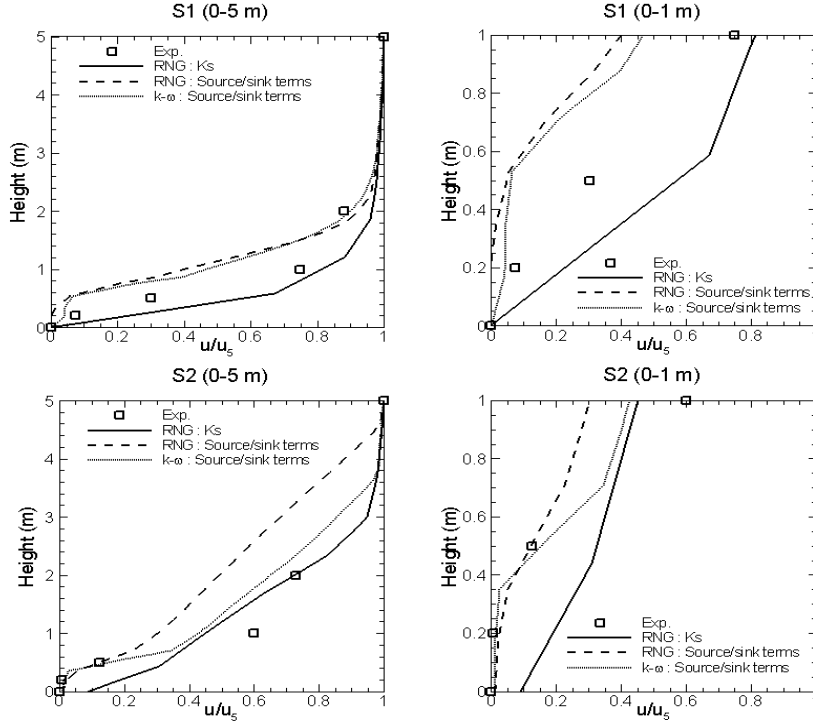 S1 (0-5 m)
5
4
3
2
1
0
Height (m)
Exp.
RNG : Ks
RNG : Source/sink terms
k-ω : Source/sink terms
0
0.2
0.4
0.6
0.8
1
u/u5
S1 (0-1 m)
1
0.8
0.6
0.4
0.2
0
Height (m)
Exp.
RNG : Ks
RNG : Source/sink terms
k-ω : Source/sink terms
0
0.2
0.4
0.6
0.8
u/u5
S2 (0-5 m)
5
4
3
2
1
0
Height (m)
Exp.
RNG : Ks
RNG : Source/sink terms
k-ω : Source/sink terms
0
0.2
0.4
0.6
0.8
1
u/u5
S2 (0-1 m)
1
0.8
0.6
0.4
0.2
0
Height (m)
Exp.
RNG : Ks
RNG : Source/sink terms
k-ω : Source/sink terms
0
0.2
0.4
0.6
0.8
u/u5